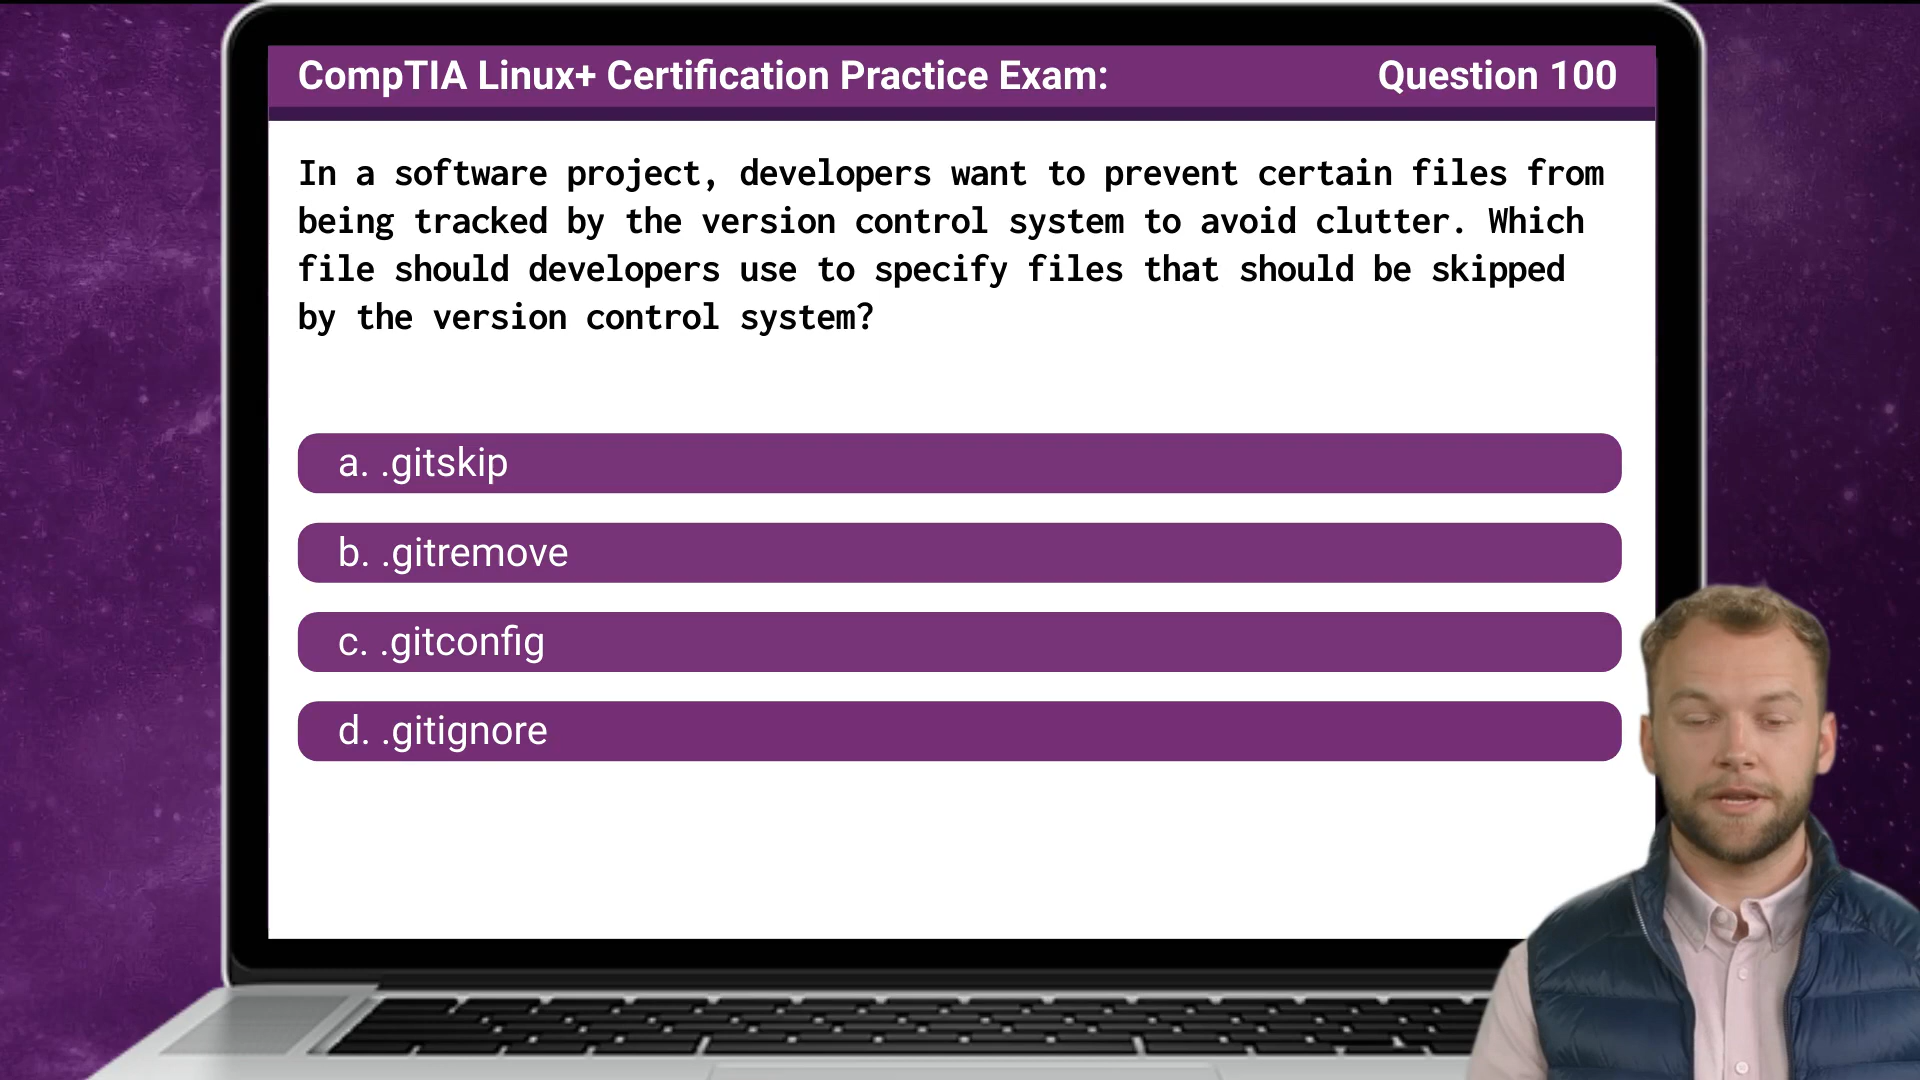 CompTIA Linux+ Certification Practice Exam:
Question 100
In a software project, developers want to prevent certain files from
being tracked by the version control system to avoid clutter. Which
file should developers use to specify files that should be skipped
by the version control system?
a. .gitskip
b. .gitremove
c. .gitconfig
d. .gitignore